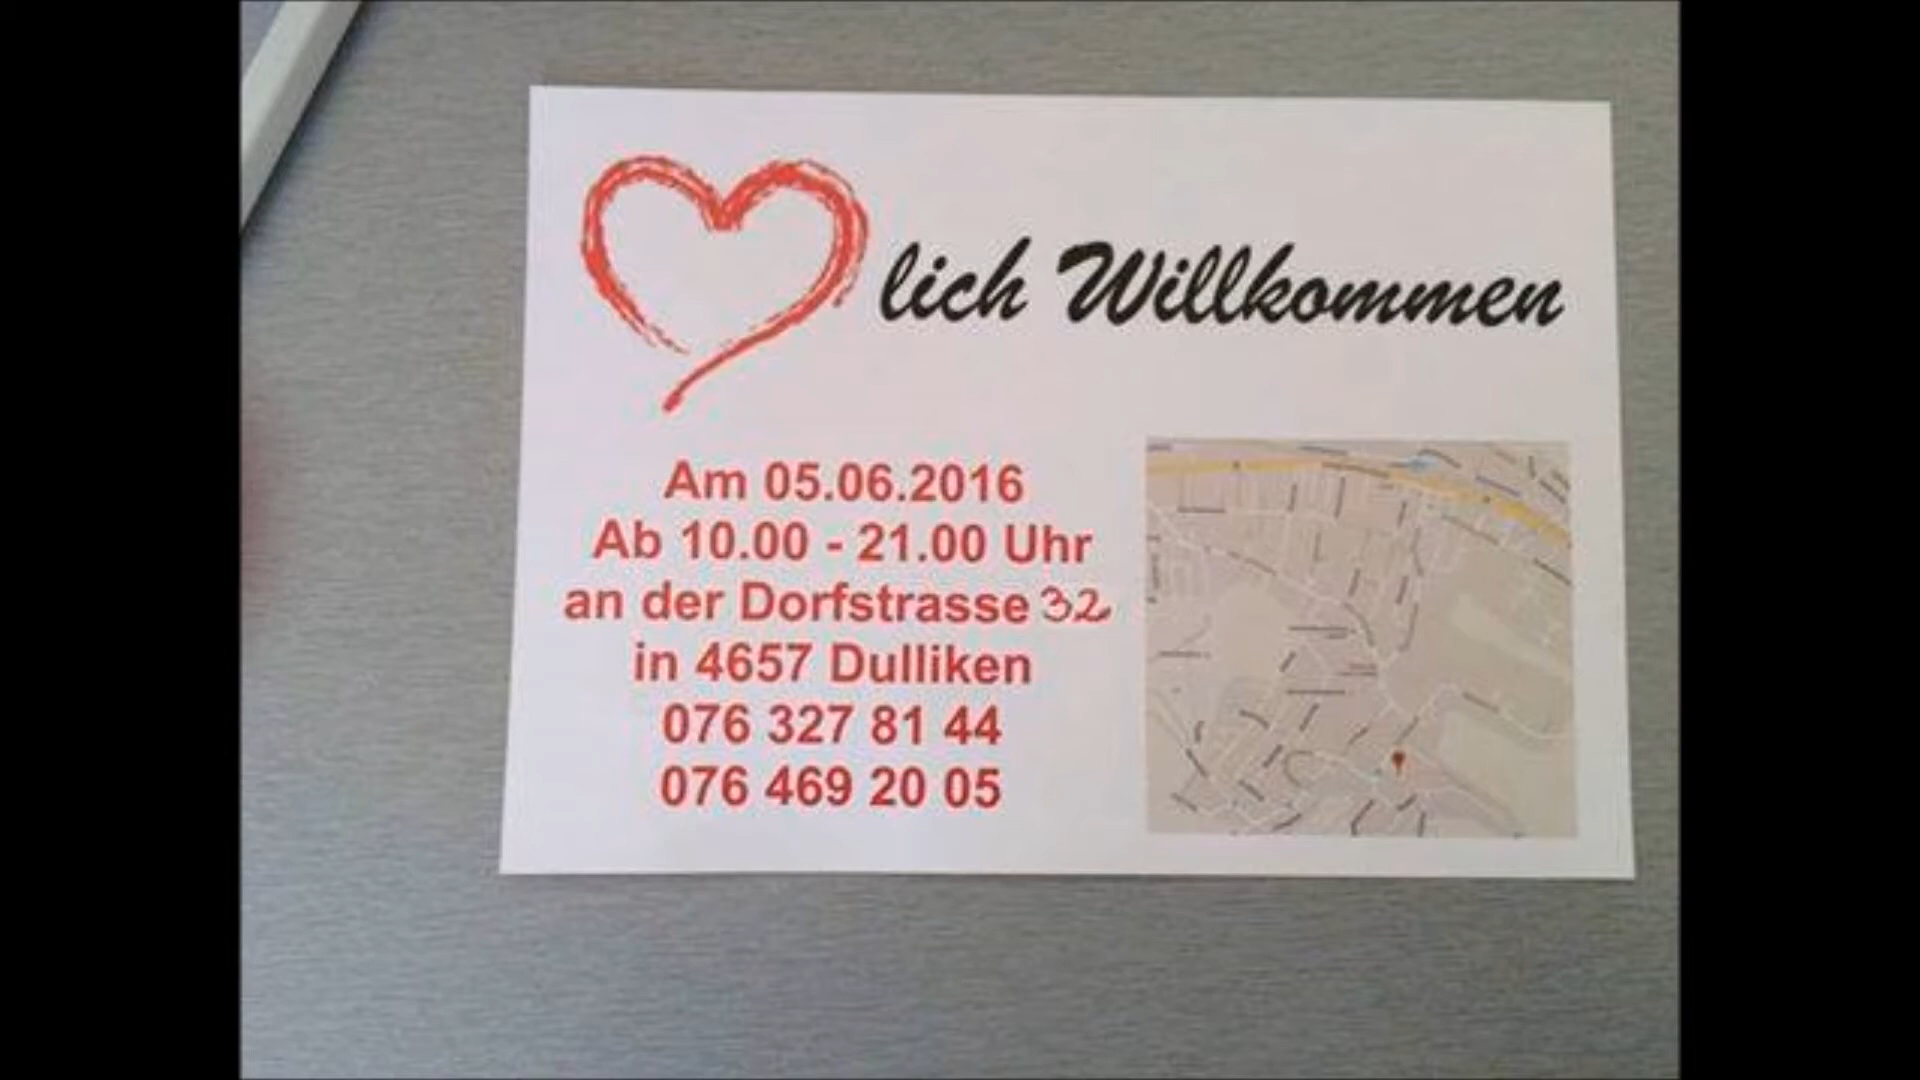 lich Willkommen
Am 05.06.2016
Ab 10.00 - 21.00 Uhr
an der Dorfstrasse 32
in 4657 Dulliken
076 327 81 44
076 469 20 05